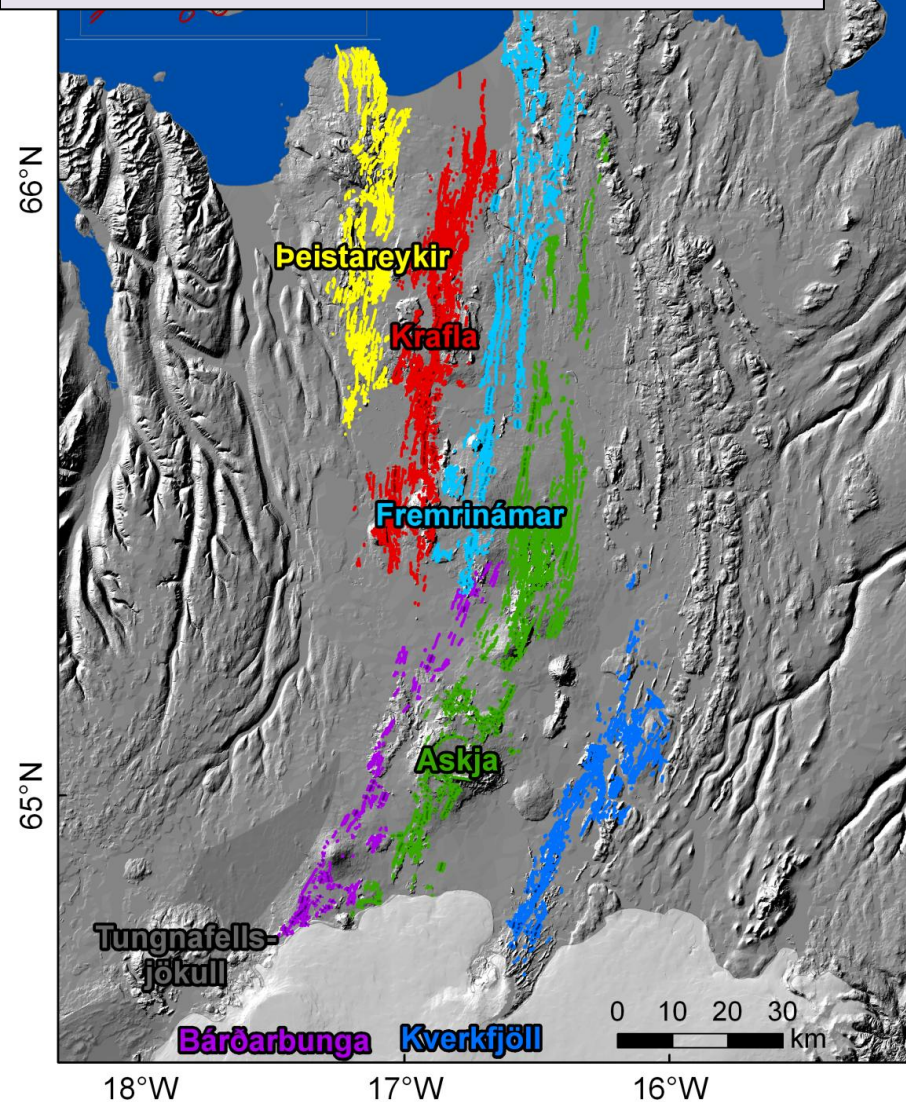 66°N
Þeistareykir
Krafla
Fremrinámar
65°N
Askja
Tungnafells-
jökull
0 10 20 30
km
Bárðarbunga Kverkfjöll
18°W 17°W 16°W